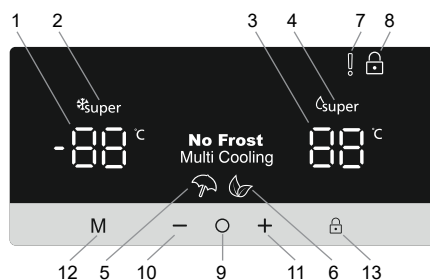 1 2 3 4 7 8
super super
-88 °C 88 °C
No Frost
Multi Cooling
M − O +
12 5 10 9 11 6 13